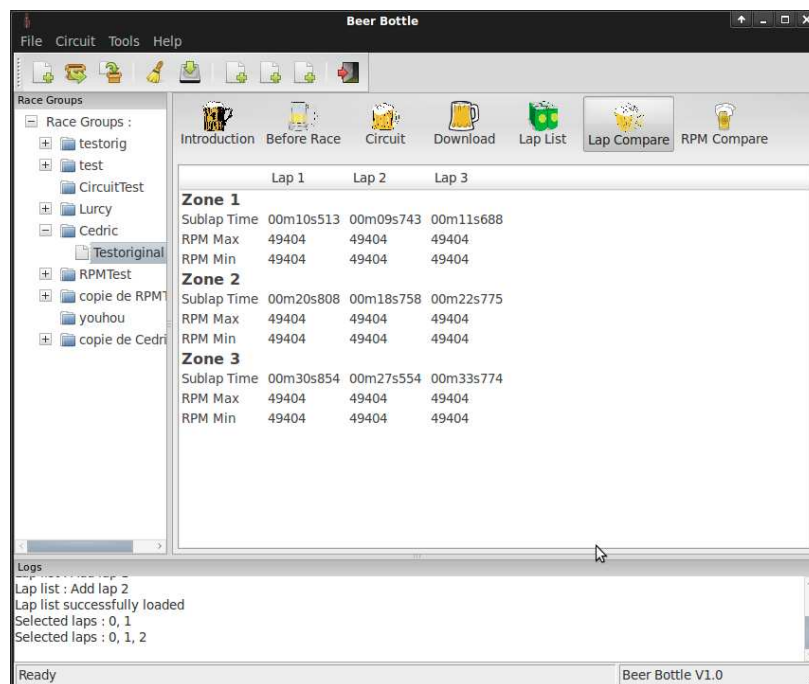 Beer Bottle
File Circuit Tools Help
Race Groups
Race Groups :
testorig
test
CircuitTest
Lurcy
Cedric
Testoriginal
RPMTest
copie de RPMT
youhou
copie de Cedri
Introduction Before Race Circuit Download Lap List Lap Compare RPM Compare
Lap 1 Lap 2 Lap 3
Zone 1
Sublap Time 00m10s513 00m09s743 00m11s688
RPM Max 49404 49404 49404
RPM Min 49404 49404 49404
Zone 2
Sublap Time 00m20s808 00m18s758 00m22s775
RPM Max 49404 49404 49404
RPM Min 49404 49404 49404
Zone 3
Sublap Time 00m30s854 00m27s554 00m33s774
RPM Max 49404 49404 49404
RPM Min 49404 49404 49404
Logs
Lap list : Add lap 2
Lap list successfully loaded
Selected laps : 0, 1
Selected laps : 0, 1, 2
Ready
Beer Bottle V1.0